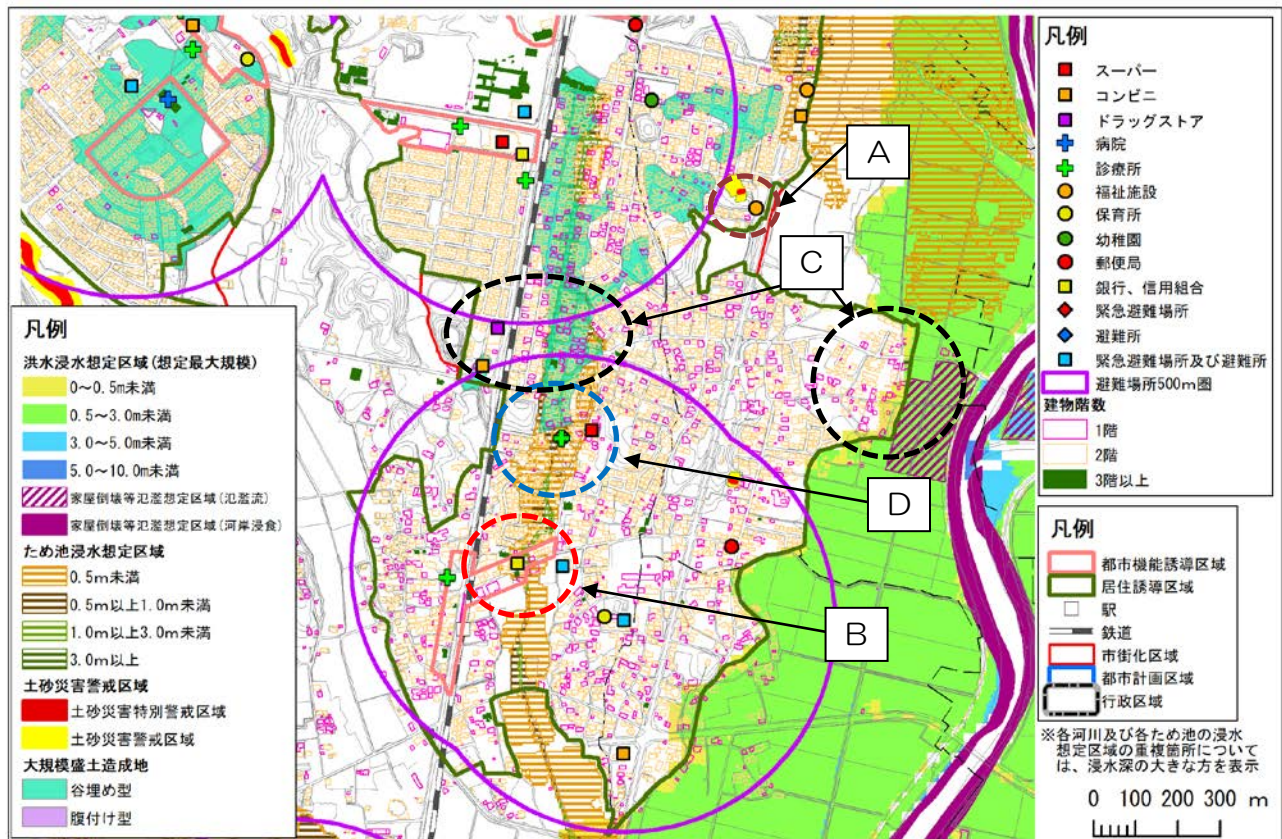 A
C
D
B
凡例
洪水浸水想定区域(想定最大規模)
0～0.5m未満
0.5～3.0m未満
3.0～5.0m未満
5.0～10.0m未満
家屋倒壊等氾濫想定区域(氾濫流)
家屋倒壊等氾濫想定区域(河岸浸食)
ため池浸水想定区域
0.5m未満
0.5m以上1.0m未満
1.0m以上3.0m未満
3.0m以上
土砂災害警戒区域
土砂災害特別警戒区域
土砂災害警戒区域
大規模盛土造成地
谷埋め型
腹付け型
凡例
スーパー
コンビニ
ドラッグストア
病院
診療所
福祉施設
保育所
幼稚園
郵便局
銀行、信用組合
緊急避難場所
避難所
緊急避難場所及び避難所
避難場所500m圏
建物階数
1階
2階
3階以上
凡例
都市機能誘導区域
居住誘導区域
駅
鉄道
市街化区域
都市計画区域
行政区域
※各河川及び各ため池の浸水
想定区域の重複箇所について
は、浸水深の大きな方を表示
0 100 200 300 m